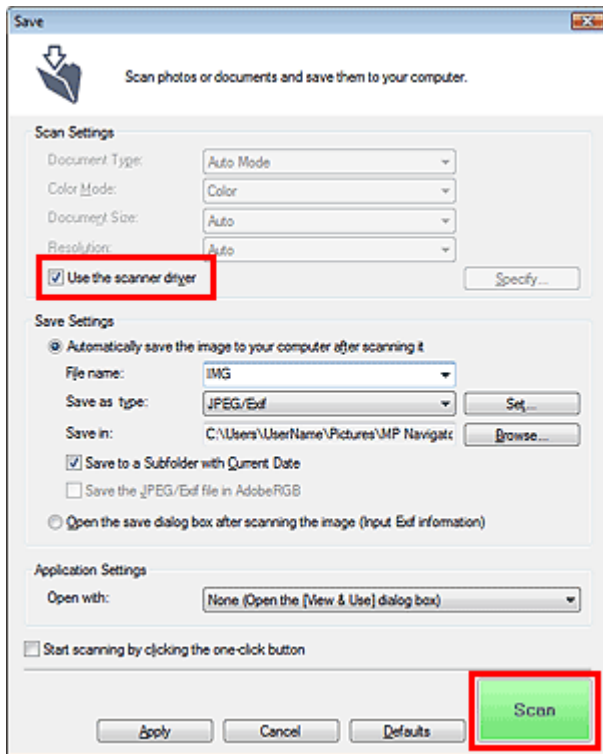 Save
Scan photos or documents and save them to your computer.
Scan Settings
Document Type: Auto Mode
Color Mode: Color
Document Size: Auto
Resolution: Auto
Use the scanner driver Specify...
Save Settings
Automatically save the image to your computer after scanning it
File name: IMG
Save as type: JPEG/Exif Set...
Save in: C:\Users\UserName\Pictures\MP Navigato Browse...
Save to a Subfolder with Current Date
Save the JPEG/Exif file in AdobeRGB
Open the save dialog box after scanning the image (Input Exif information)
Application Settings
Open with: None (Open the [View & Use] dialog box)
Start scanning by clicking the one-click button
Scan
Apply Cancel Defaults